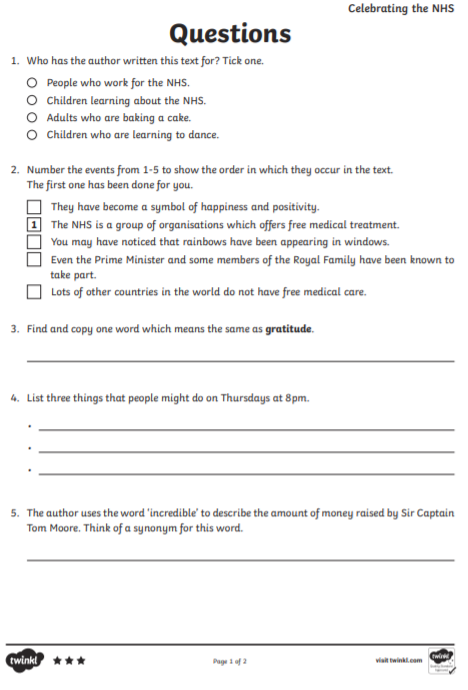 Celebrating the NHS
Questions
1. Who has the author written this text for? Tick one.
People who work for the NHS.
Children learning about the NHS.
Adults who are baking a cake.
Children who are learning to dance.
2. Number the events from 1-5 to show the order in which they occur in the text.
The first one has been done for you.
They have become a symbol of happiness and positivity.
1 The NHS is a group of organisations which offers free medical treatment.
You may have noticed that rainbows have been appearing in windows.
Even the Prime Minister and some members of the Royal Family have been known to
take part.
Lots of other countries in the world do not have free medical care.
3. Find and copy one word which means the same as gratitude.
4. List three things that people might do on Thursdays at 8pm.
•
•
•
5. The author uses the word 'incredible' to describe the amount of money raised by Sir Captain
Tom Moore. Think of a synonym for this word.
twinkl
Page 1 of 2
visit twinkl.com
twinkl